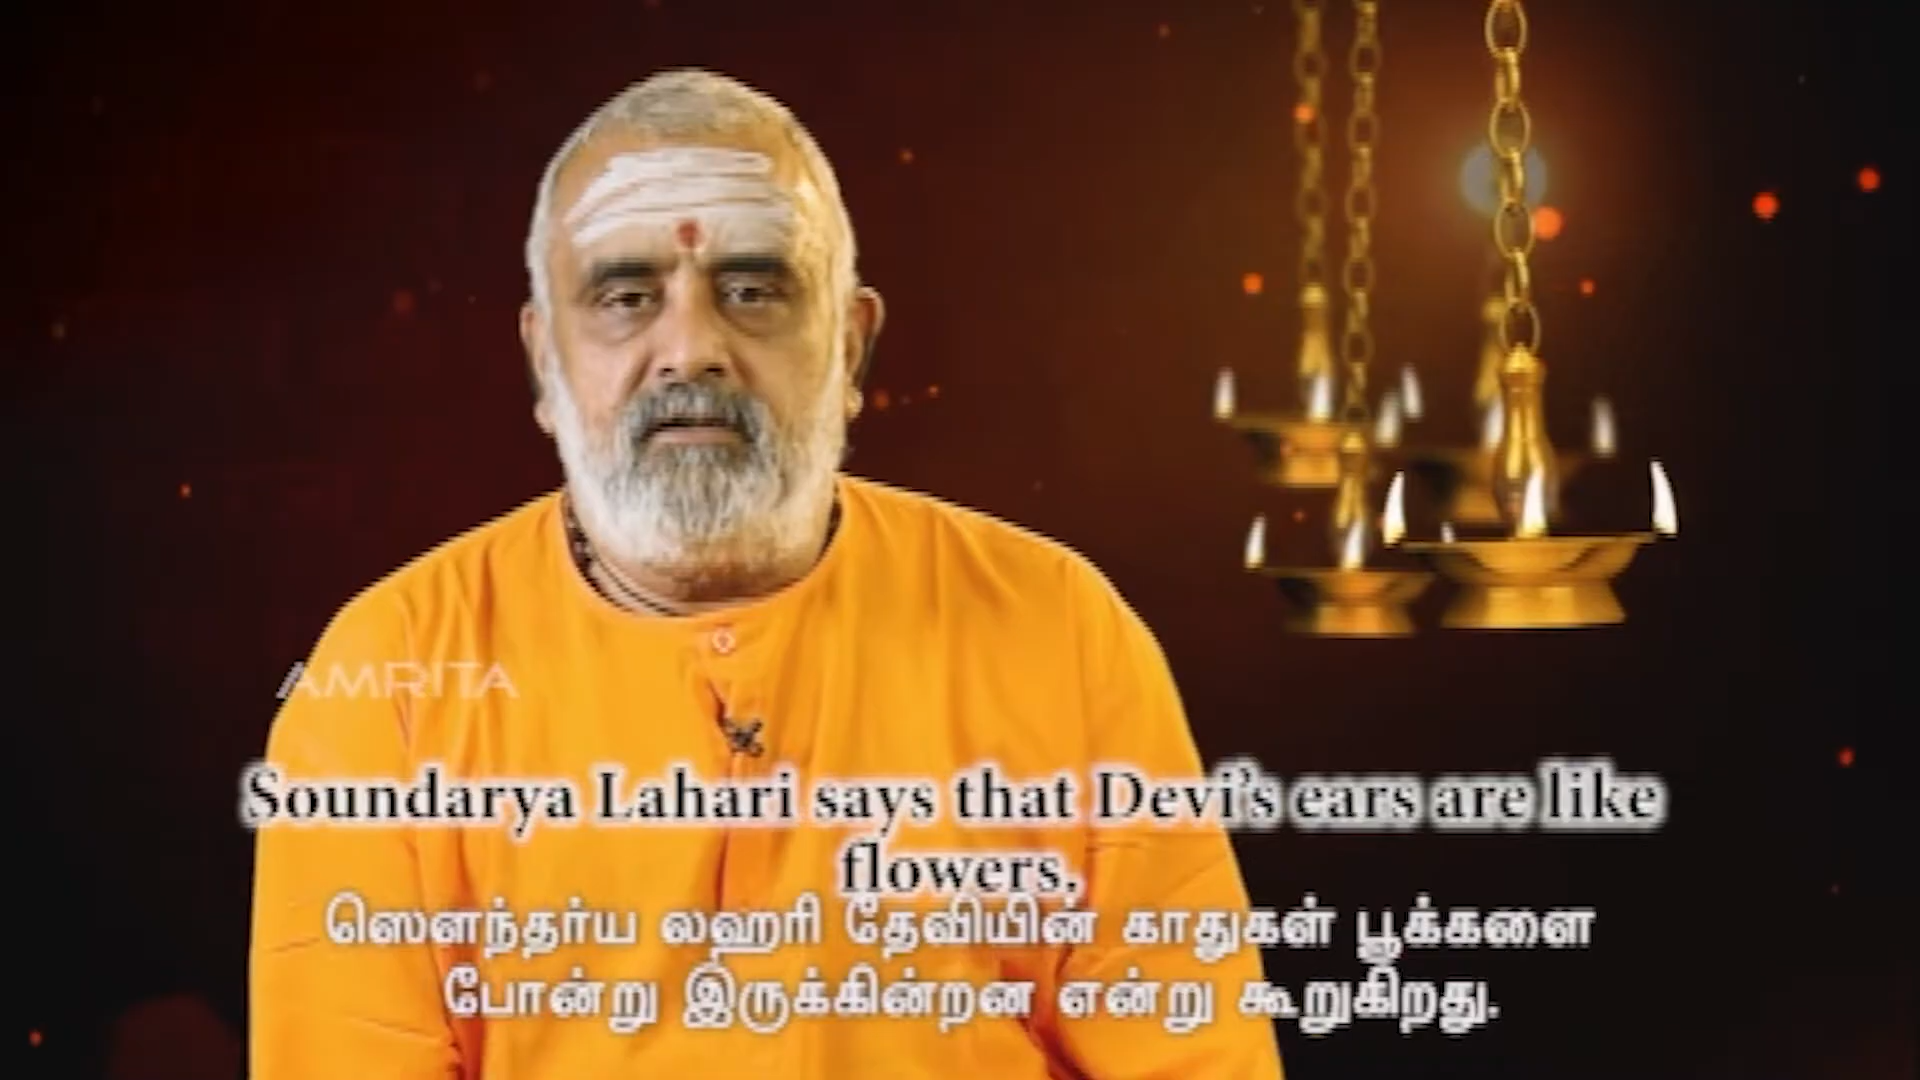 AMRITA
Soundarya Lahari says that Devi's ears are like
flowers.
ஸௌந்தர்ய லஹரி தேவியின் காதுகள் பூக்களை
போன்று இருக்கின்றன என்று கூறுகிறது.